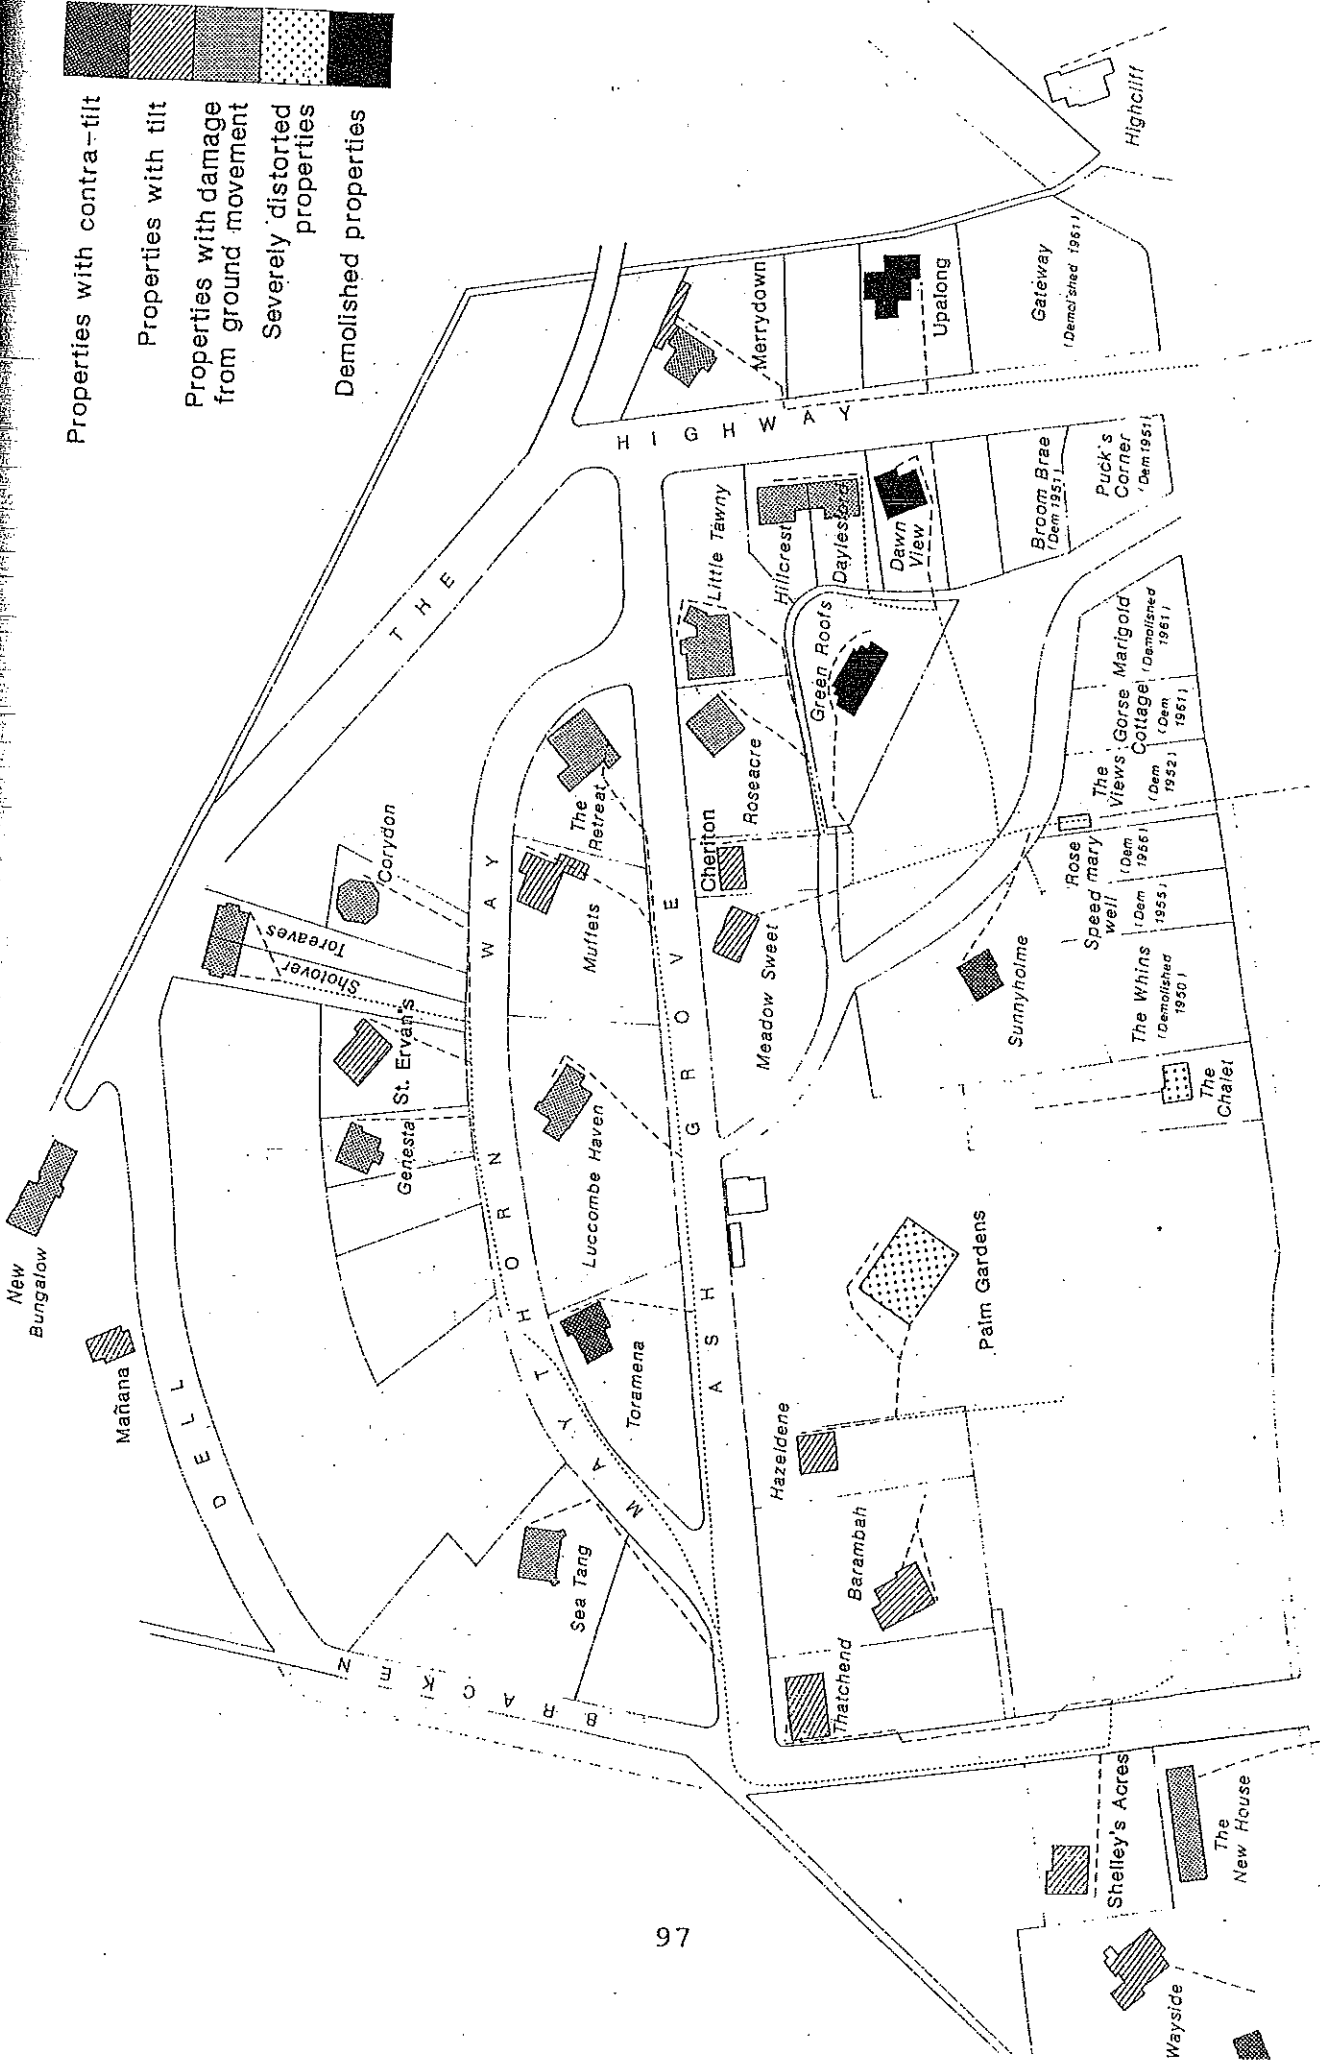 Properties with contra-tilt
Properties with tilt
Properties with damage
from ground movement
Severely distorted
properties
Demolished properties
Highcliff
Gateway
(Demolished 1961)
Upalong
Merrydown
THE
HIGHWAY
Puck's
Corner
(Dem 1951)
Broom Brae
(Dem 1951)
Dawn
View
Daylesford
Hillcrest
Little Tawny
Green Roofs
Roseacre
Cheriton
Meadow Sweet
Marigold
(Demolished
1961)
Gorse
Cottage
(Dem
1961)
The
Views
(Dem
1952)
Rose
mary
Speed
well
(Dem
1955)
The Whins
(Demolished
1950)
Sunnyholme
The
Chalet
Palm Gardens
The
Retreat
Muffets
Luccombe Haven
Toramena
MAYTHORN WAY
ASH GROVE
Corydon
Toreaves
Shotover
St. Ervan's
Genesta
New
Bungalow
Mañana
BRACKEN DELL
Sea Tang
Hazeldene
Barambah
Thatchend
Shelley's Acres
The
New House
Wayside
97